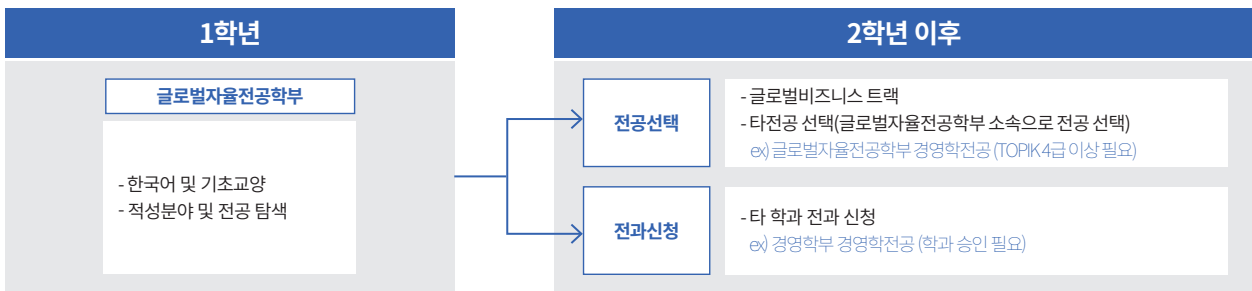 1학년
글로벌자율전공학부
- 한국어 및 기초교양
- 적성분야 및 전공 탐색
2학년 이후
전공선택
- 글로벌비즈니스 트랙
- 타전공 선택(글로벌자율전공학부 소속으로 전공 선택)
ex) 글로벌자율전공학부 경영학전공 (TOPIK 4급 이상 필요)
전과신청
- 타 학과 전과 신청
ex) 경영학부 경영학전공 (학과 승인 필요)